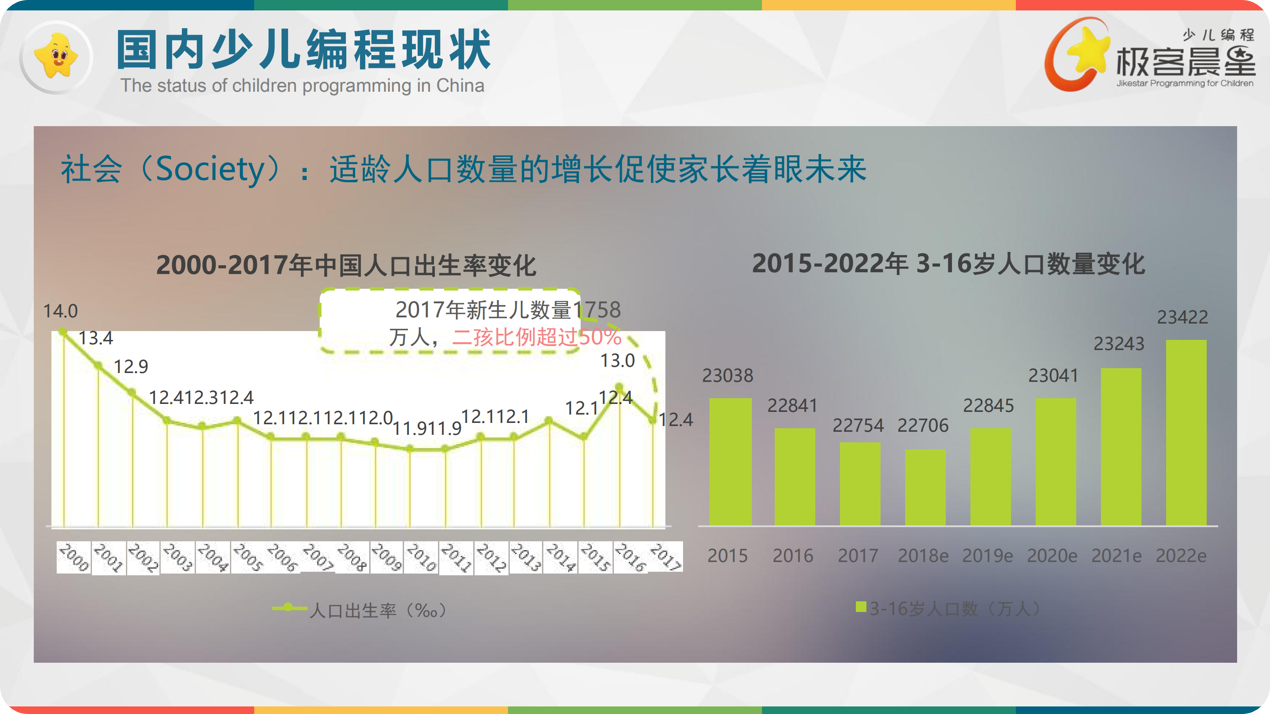 国内少儿编程现状
The status of children programming in China
少儿编程
极客晨星
Jikestar Programming for Children
社会（Society）：适龄人口数量的增长促使家长着眼未来
2000-2017年中国人口出生率变化
2017年新生儿数量1758
万人，二孩比例超过50%
14.0
13.4
12.9
12.4
12.3
12.4
12.1
12.1
12.1
12.0
11.9
11.9
12.1
12.1
12.4
12.1
13.0
12.4
2000
2001
2002
2003
2004
2005
2006
2007
2008
2009
2010
2011
2012
2013
2014
2015
2016
2017
人口出生率（‰）
2015-2022年 3-16岁人口数量变化
23038
22841
22754
22706
22845
23041
23243
23422
2015
2016
2017
2018e
2019e
2020e
2021e
2022e
3-16岁人口数（万人）